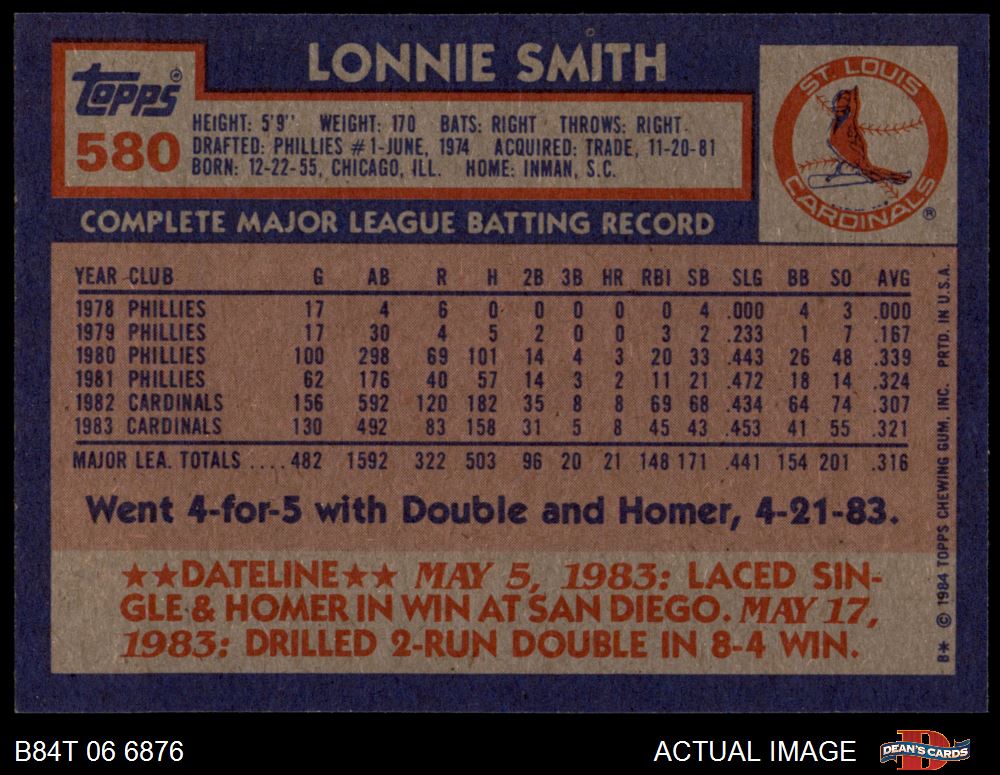 LONNIE SMITH
Topps
580
HEIGHT: 5'9" WEIGHT: 170 BATS: RIGHT THROWS: RIGHT
DRAFTED: PHILLIES #1-JUNE, 1974 ACQUIRED: TRADE, 11-20-81
BORN: 12-22-55, CHICAGO, ILL. HOME: INMAN, S.C.
ST. LOUIS
CARDINALS ®
COMPLETE MAJOR LEAGUE BATTING RECORD
YEAR CLUB G AB R H 2B 3B HR RBI SB SLG BB SO AVG
1978 PHILLIES 17 4 6 0 0 0 0 0 4 .000 4 3 .000
1979 PHILLIES 17 30 4 5 2 0 0 3 2 .233 1 7 .167
1980 PHILLIES 100 298 69 101 14 4 3 20 33 .443 26 48 .339
1981 PHILLIES 62 176 40 57 14 3 2 11 21 .472 18 14 .324
1982 CARDINALS 156 592 120 182 35 8 8 69 68 .434 64 74 .307
1983 CARDINALS 130 492 83 158 31 5 8 45 43 .453 41 55 .321
MAJOR LEA. TOTALS .... 482 1592 322 503 96 20 21 148 171 .441 154 201 .316
Went 4-for-5 with Double and Homer, 4-21-83.
★★DATELINE★★ MAY 5, 1983: LACED SIN-
GLE & HOMER IN WIN AT SAN DIEGO. MAY 17,
1983: DRILLED 2-RUN DOUBLE IN 8-4 WIN.
B* © 1984 TOPPS CHEWING GUM, INC. PRTD. IN U.S.A.
B84T 06 6876
ACTUAL IMAGE
D
DEAN'S CARDS